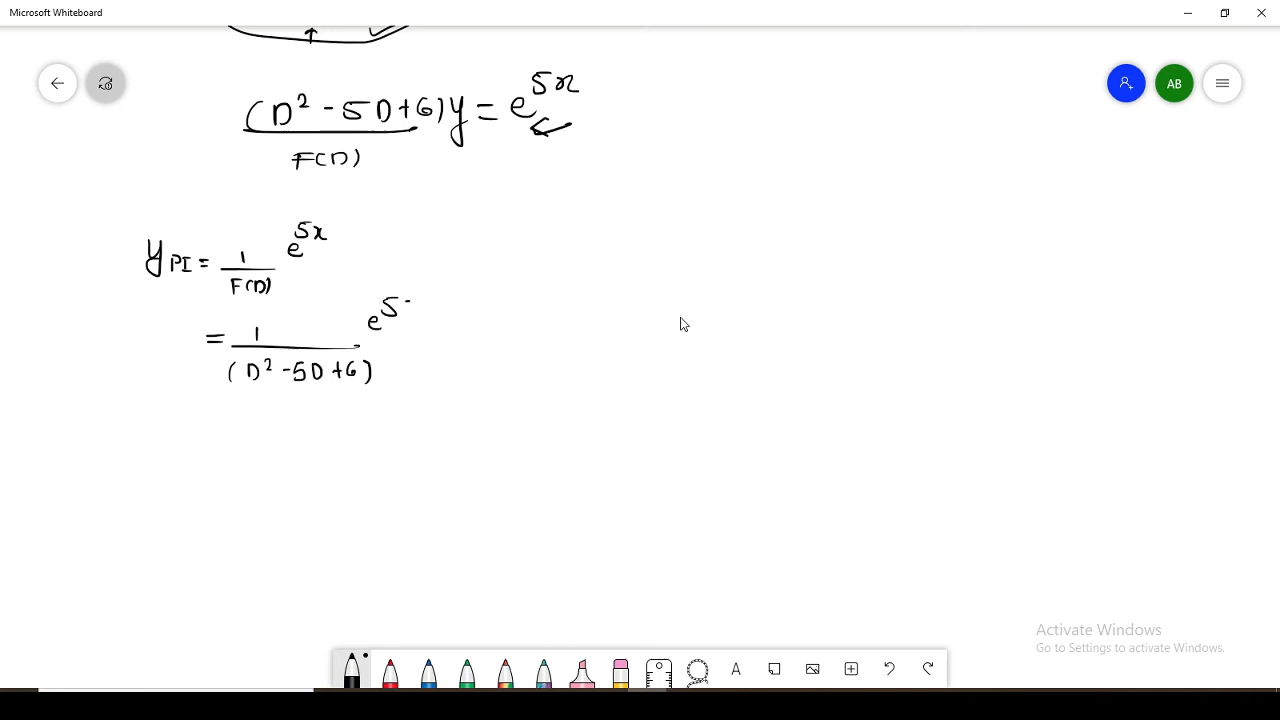 Microsoft Whiteboard
AB
(D² - 5D+6)y = e^5x
F(D)
y PI = 1/F(D) e^5x
= 1/(D² -5D+6) e^5
A
Activate Windows
Go to Settings to activate Windows.